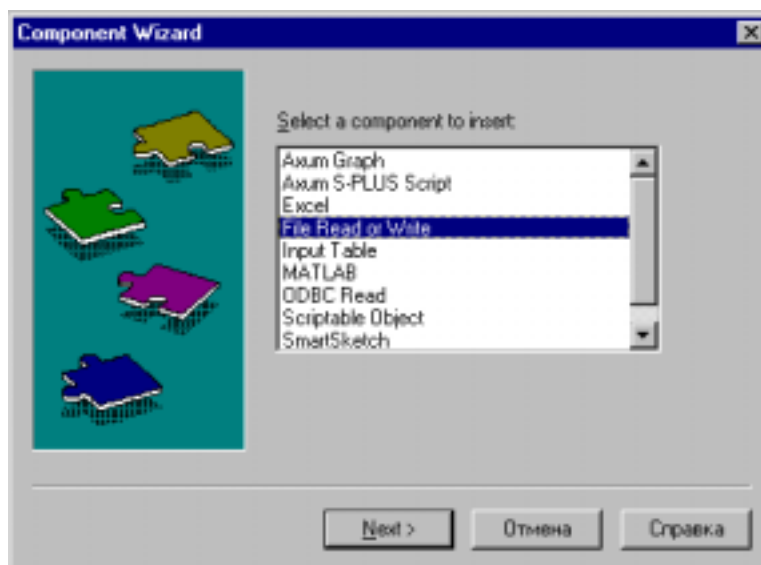 Component Wizard
Select a component to insert:
Axum Graph
Axum S-PLUS Script
Excel
File Read or Write
Input Table
MATLAB
ODBC Read
Scriptable Object
SmartSketch
Next >
Отмена
Справка